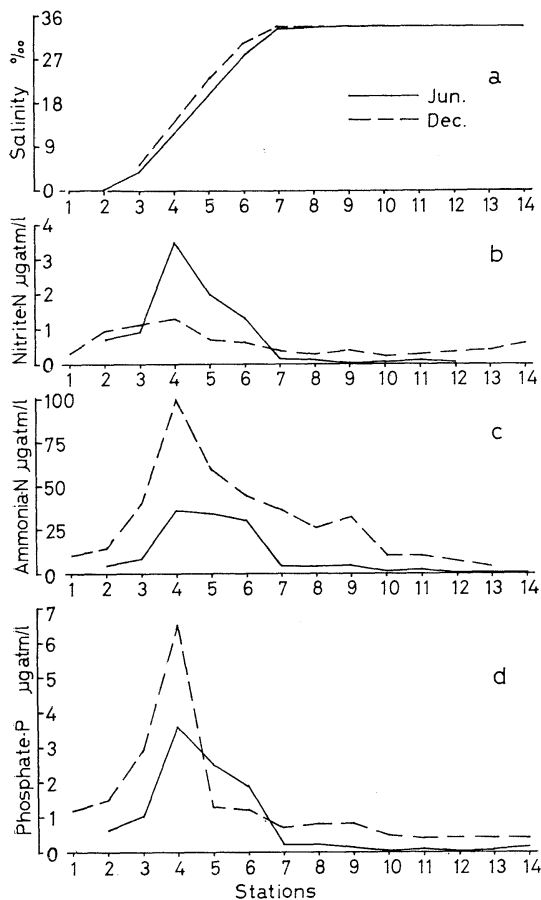 36
27
18
9
0
Salinity ‰
a
Jun.
Dec.
1 2 3 4 5 6 7 8 9 10 11 12 13 14
4
3
2
1
0
Nitrite-N µgatm/l
b
1 2 3 4 5 6 7 8 9 10 11 12 13 14
100
75
50
25
0
Ammonia-N µgatm/l
c
1 2 3 4 5 6 7 8 9 10 11 12 13 14
7
6
5
4
3
2
1
0
Phosphate-P µgatm/l
d
1 2 3 4 5 6 7 8 9 10 11 12 13 14
Stations